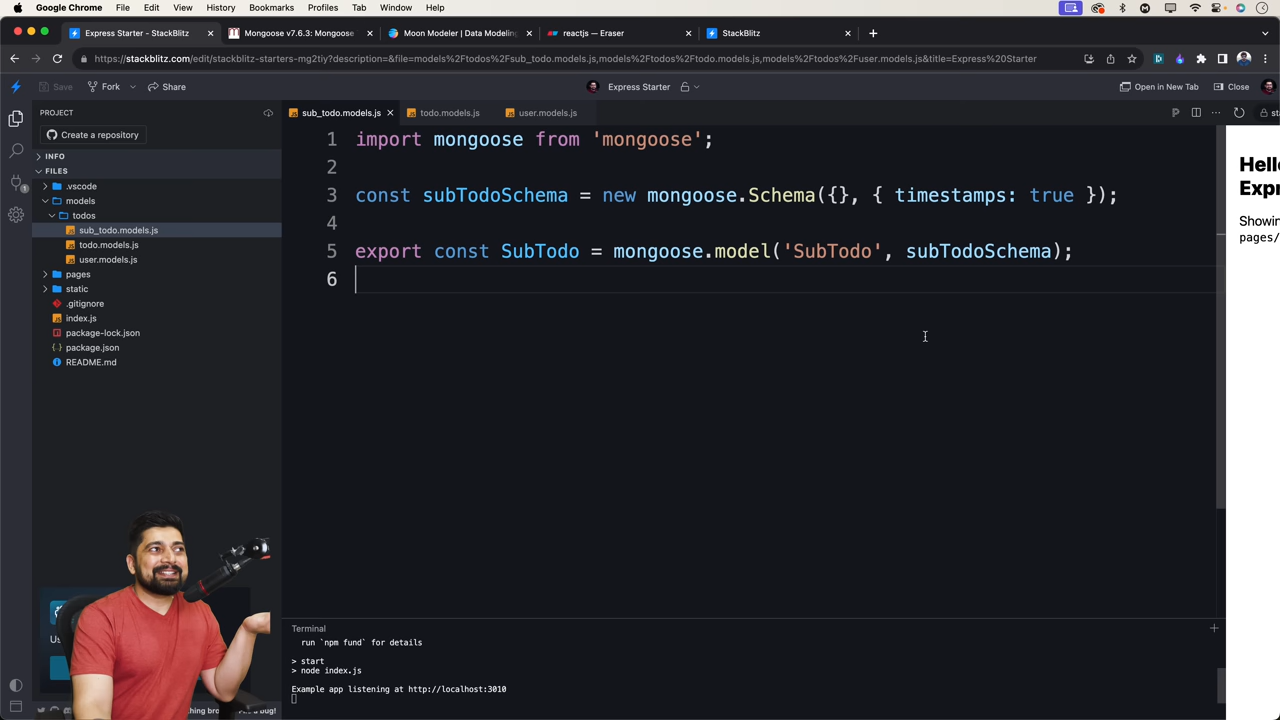 Google Chrome File Edit View History Bookmarks Profiles Tab Window Help
Express Starter - StackBlitz
Mongoose v7.6.3: Mongoose
Moon Modeler | Data Modeling
reactjs — Eraser
StackBlitz
https://stackblitz.com/edit/stackblitz-starters-mg2tiy?description=&file=models%2Ftodos%2Fsub_todo.models.js,models%2Ftodos%2Ftodo.models.js,models%2Ftodos%2Fuser.models.js&title=Express%20Starter
Save Fork Share
Express Starter
Open in New Tab Close
PROJECT
Create a repository
INFO
FILES
.vscode
models
todos
sub_todo.models.js
todo.models.js
user.models.js
pages
static
.gitignore
index.js
package-lock.json
package.json
README.md
sub_todo.models.js todo.models.js user.models.js
1 import mongoose from 'mongoose';
2
3 const subTodoSchema = new mongoose.Schema({}, { timestamps: true });
4
5 export const SubTodo = mongoose.model('SubTodo', subTodoSchema);
6
Terminal
run `npm fund` for details
> start
> node index.js
Example app listening at http://localhost:3010
Hello
Expr
Showin
pages/